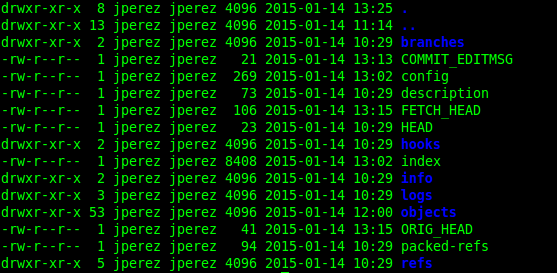 drwxr-xr-x  8 jperez jperez 4096 2015-01-14 13:25 .
drwxr-xr-x 13 jperez jperez 4096 2015-01-14 11:14 ..
drwxr-xr-x  2 jperez jperez 4096 2015-01-14 10:29 branches
-rw-r--r--  1 jperez jperez   21 2015-01-14 13:13 COMMIT_EDITMSG
-rw-r--r--  1 jperez jperez  269 2015-01-14 13:02 config
-rw-r--r--  1 jperez jperez   73 2015-01-14 10:29 description
-rw-r--r--  1 jperez jperez  106 2015-01-14 13:15 FETCH_HEAD
-rw-r--r--  1 jperez jperez   23 2015-01-14 10:29 HEAD
drwxr-xr-x  2 jperez jperez 4096 2015-01-14 10:29 hooks
-rw-r--r--  1 jperez jperez 8408 2015-01-14 13:02 index
drwxr-xr-x  2 jperez jperez 4096 2015-01-14 10:29 info
drwxr-xr-x  3 jperez jperez 4096 2015-01-14 10:29 logs
drwxr-xr-x 53 jperez jperez 4096 2015-01-14 12:00 objects
-rw-r--r--  1 jperez jperez   41 2015-01-14 13:15 ORIG_HEAD
-rw-r--r--  1 jperez jperez   94 2015-01-14 10:29 packed-refs
drwxr-xr-x  5 jperez jperez 4096 2015-01-14 10:29 refs